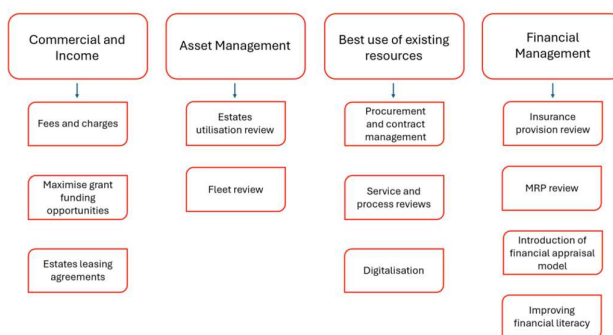 Commercial and
Income
Fees and charges
Maximise grant
funding
opportunities
Estates leasing
agreements
Asset Management
Estates
utilisation review
Fleet review
Best use of existing
resources
Procurement
and contract
management
Service and
process reviews
Digitalisation
Financial
Management
Insurance
provision review
MRP review
Introduction of
financial appraisal
model
Improving
financial literacy